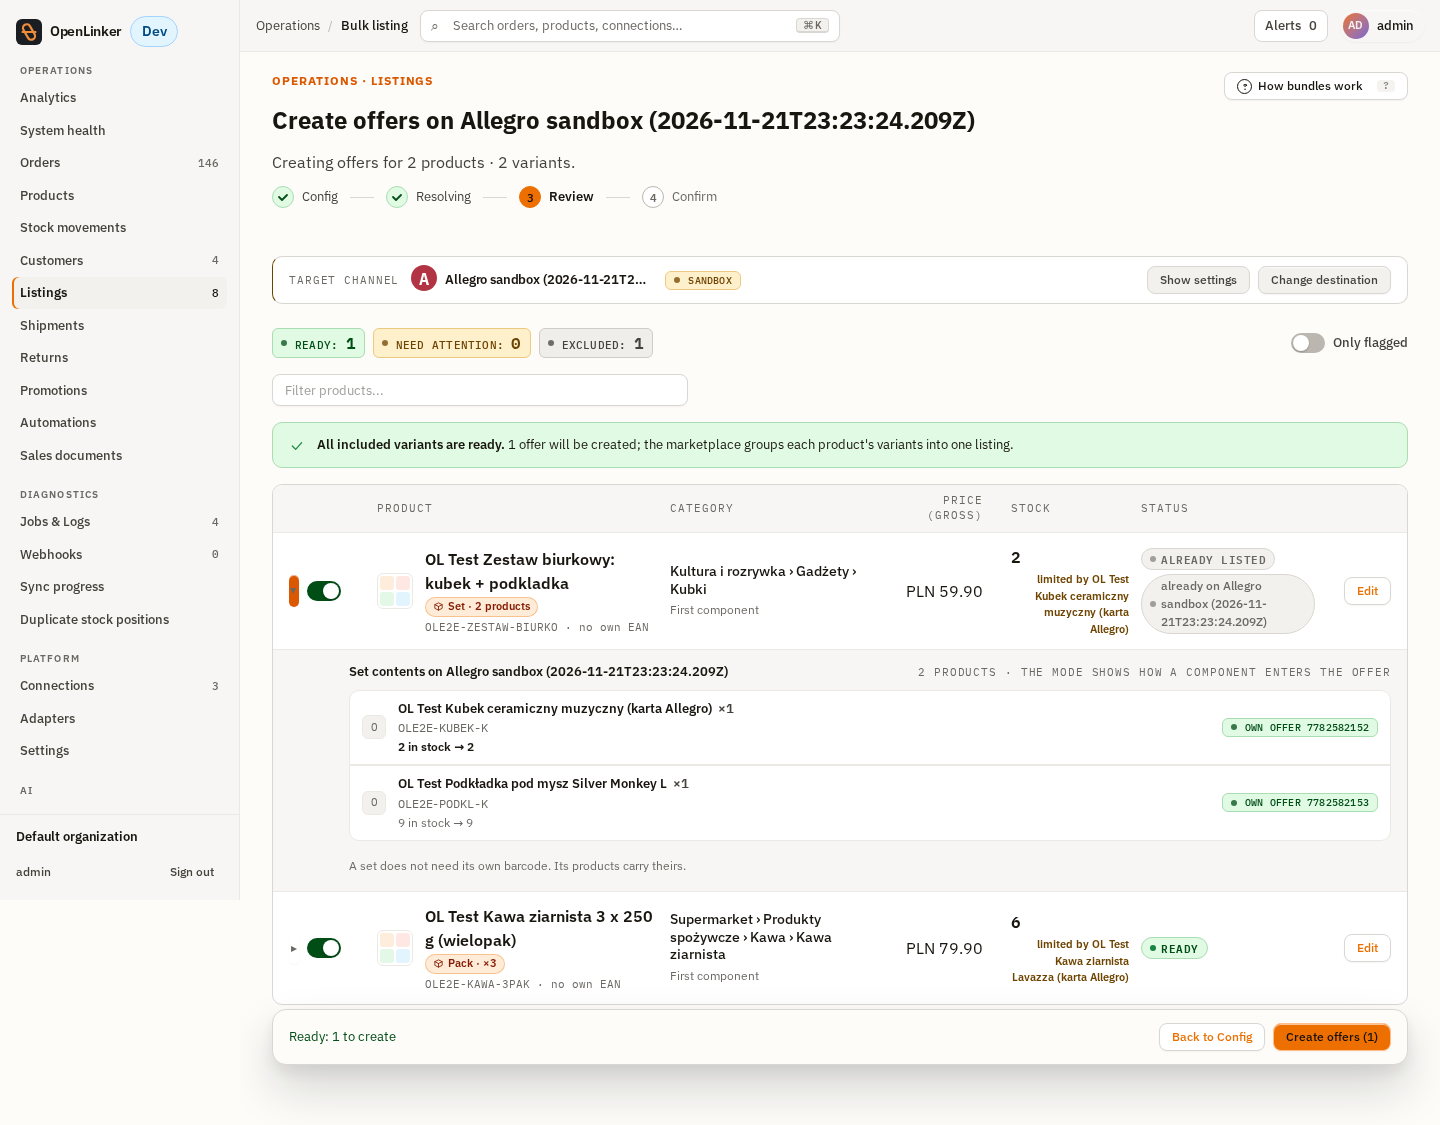 OpenLinker Dev
OPERATIONS
Analytics
System health
Orders 146
Products
Stock movements
Customers 4
Listings 8
Shipments
Returns
Promotions
Automations
Sales documents
DIAGNOSTICS
Jobs & Logs 4
Webhooks 0
Sync progress
Duplicate stock positions
PLATFORM
Connections 3
Adapters
Settings
AI
Default organization
admin Sign out
Operations / Bulk listing
Search orders, products, connections... ⌘K
Alerts 0
AD admin
OPERATIONS · LISTINGS
? How bundles work ?
Create offers on Allegro sandbox (2026-11-21T23:23:24.209Z)
Creating offers for 2 products · 2 variants.
Config Resolving 3 Review 4 Confirm
TARGET CHANNEL A Allegro sandbox (2026-11-21T2... SANDBOX Show settings Change destination
READY: 1 NEED ATTENTION: 0 EXCLUDED: 1 Only flagged
Filter products...
All included variants are ready. 1 offer will be created; the marketplace groups each product's variants into one listing.
PRODUCT CATEGORY PRICE (GROSS) STOCK STATUS
OL Test Zestaw biurkowy:
kubek + podkladka
Set · 2 products
OLE2E-ZESTAW-BIURKO · no own EAN
Kultura i rozrywka › Gadżety ›
Kubki
First component
PLN 59.90
2
limited by OL Test
Kubek ceramiczny
muzyczny (karta
Allegro)
ALREADY LISTED
already on Allegro
sandbox (2026-11-
21T23:23:24.209Z)
Edit
Set contents on Allegro sandbox (2026-11-21T23:23:24.209Z)
2 PRODUCTS · THE MODE SHOWS HOW A COMPONENT ENTERS THE OFFER
O
OL Test Kubek ceramiczny muzyczny (karta Allegro) ×1
OLE2E-KUBEK-K
2 in stock → 2
OWN OFFER 7782582152
O
OL Test Podkładka pod mysz Silver Monkey L ×1
OLE2E-PODKL-K
9 in stock → 9
OWN OFFER 7782582153
A set does not need its own barcode. Its products carry theirs.
OL Test Kawa ziarnista 3 x 250
g (wielopak)
Pack · ×3
OLE2E-KAWA-3PAK · no own EAN
Supermarket › Produkty
spożywcze › Kawa › Kawa
ziarnista
First component
PLN 79.90
6
limited by OL Test
Kawa ziarnista
Lavazza (karta Allegro)
READY
Edit
Ready: 1 to create
Back to Config Create offers (1)